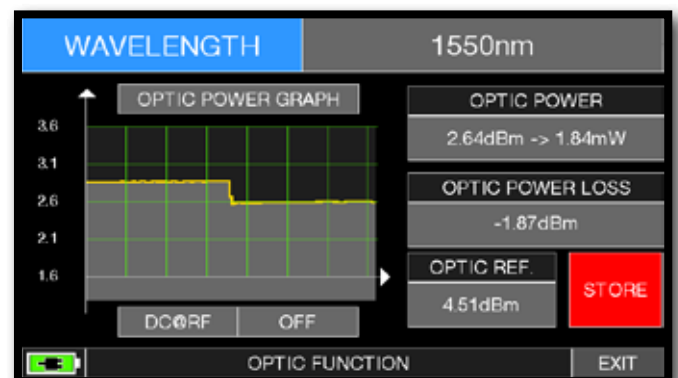 WAVELENGTH 1550nm
OPTIC POWER GRAPH
3.6
3.1
2.6
2.1
1.6
DC@RF OFF
OPTIC POWER
2.64dBm -> 1.84mW
OPTIC POWER LOSS
-1.87dBm
OPTIC REF.
4.51dBm
STORE
OPTIC FUNCTION EXIT